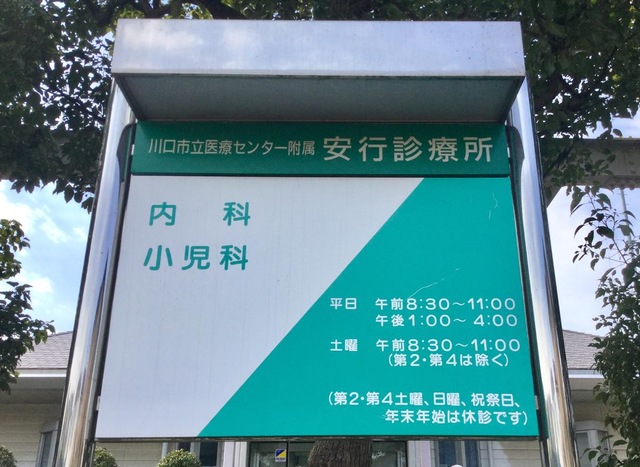 川口市立医療センター附属 安行診療所
内 科
小児科
平日 午前 8:30～11:00
午後 1:00～ 4:00
土曜 午前 8:30～11:00
(第2・第4は除く)
(第2・第4土曜、日曜、祝祭日、
年末年始は休診です)